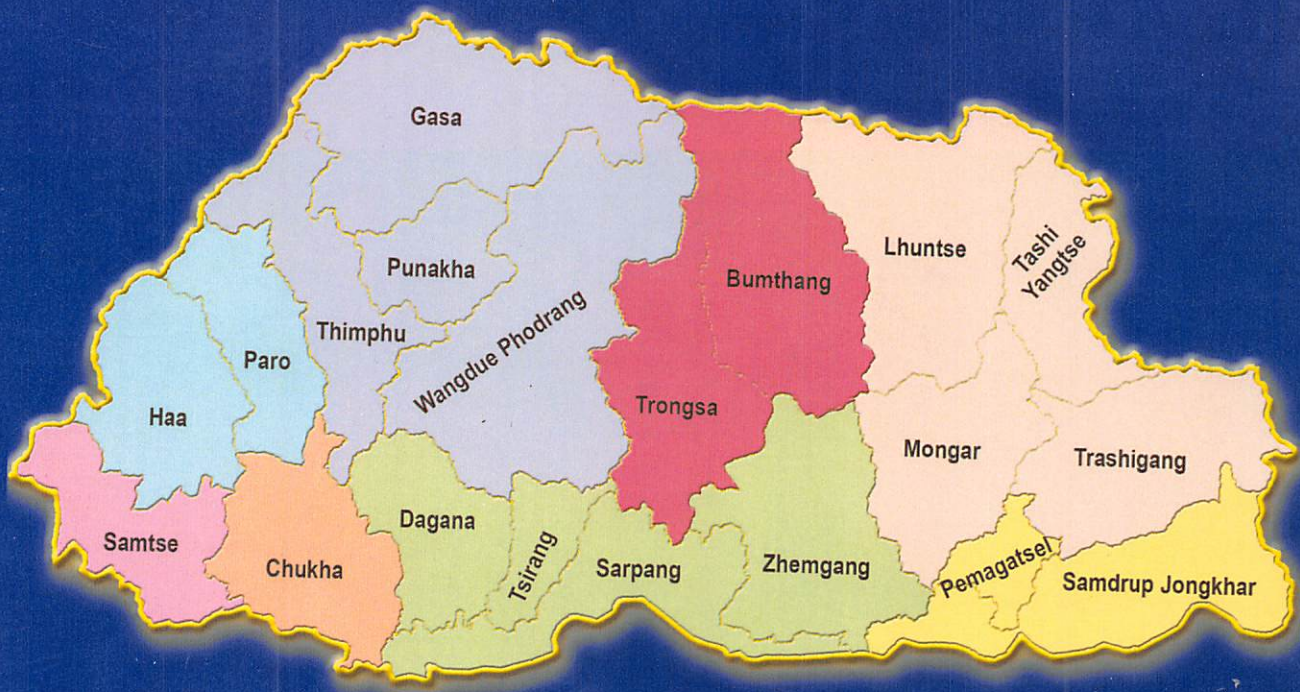 Gasa
Punakha
Thimphu
Wangdue Phodrang
Paro
Haa
Bumthang
Trongsa
Lhuntse
Tashi
Yangtse
Mongar
Trashigang
Samtse
Chukha
Dagana
Tsirang
Sarpang
Zhemgang
Pemagatsel
Samdrup Jongkhar